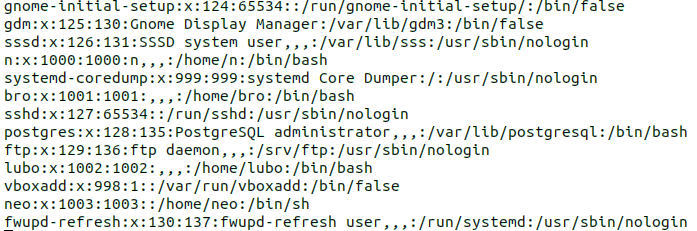 gnome-initial-setup:x:124:65534::/run/gnome-initial-setup/:/bin/false
gdm:x:125:130:Gnome Display Manager:/var/lib/gdm3:/bin/false
sssd:x:126:131:SSSD system user,,,:/var/lib/sss:/usr/sbin/nologin
n:x:1000:1000:n,,,:/home/n:/bin/bash
systemd-coredump:x:999:999:systemd Core Dumper:/:/usr/sbin/nologin
bro:x:1001:1001:,,,:/home/bro:/bin/bash
sshd:x:127:65534::/run/sshd:/usr/sbin/nologin
postgres:x:128:135:PostgreSQL administrator,,,:/var/lib/postgresql:/bin/bash
ftp:x:129:136:ftp daemon,,,:/srv/ftp:/usr/sbin/nologin
lubo:x:1002:1002:,,,:/home/lubo:/bin/bash
vboxadd:x:998:1::/var/run/vboxadd:/bin/false
neo:x:1003:1003::/home/neo:/bin/sh
fwupd-refresh:x:130:137:fwupd-refresh user,,,:/run/systemd:/usr/sbin/nologin